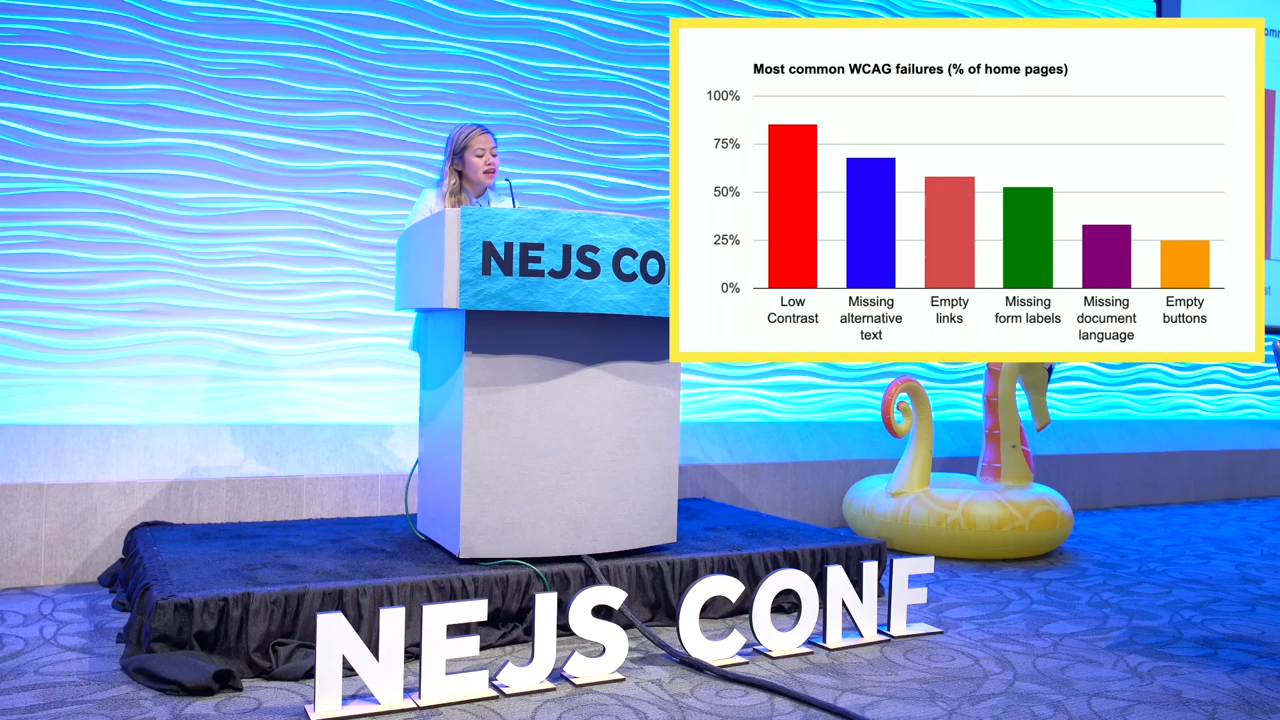 Most common WCAG failures (% of home pages)
100%
75%
50%
25%
0%
Low
Contrast
Missing
alternative
text
Empty
links
Missing
form labels
Missing
document
language
Empty
buttons
NEJS CO
NEJS CONF